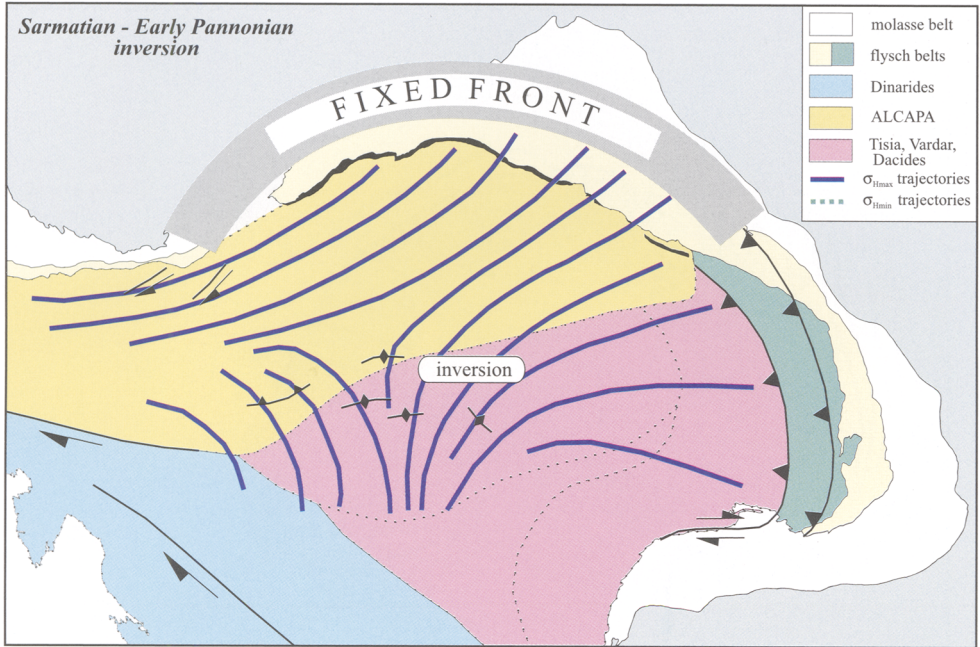 Sarmatian - Early Pannonian
inversion
FIXED FRONT
inversion
molasse belt
flysch belts
Dinarides
ALCAPA
Tisia, Vardar,
Dacides
σHmax trajectories
σHmin trajectories